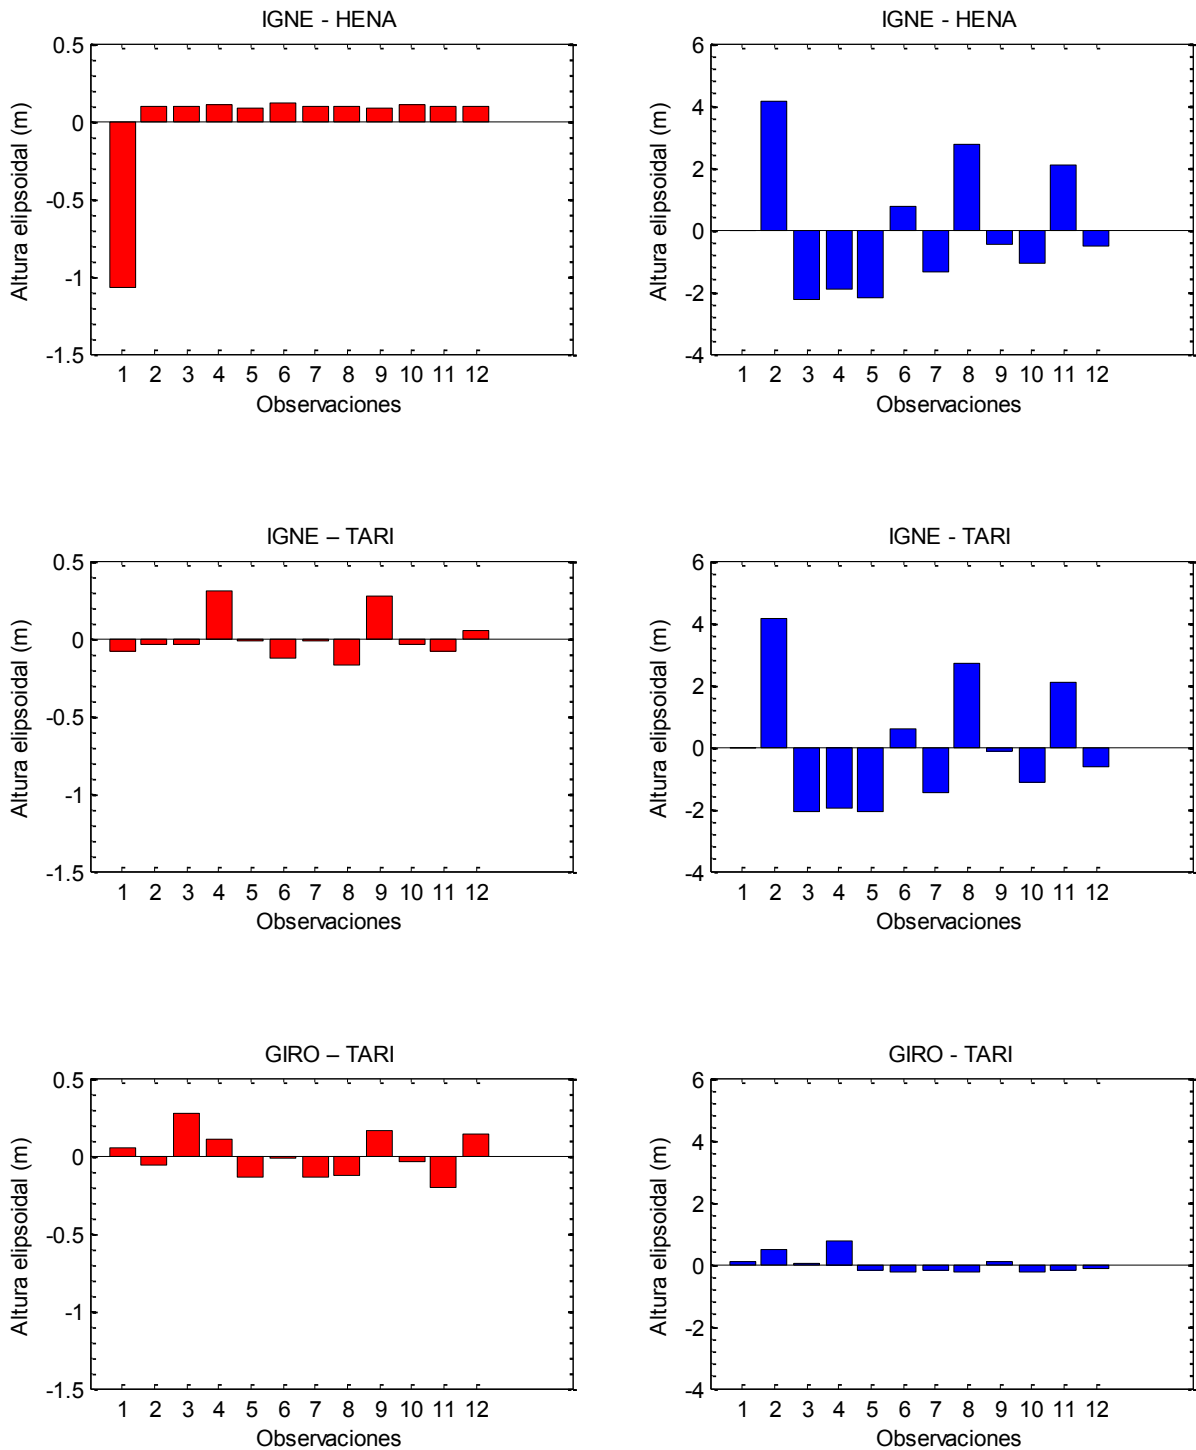 IGNE - HENA
0.5
0
-0.5
-1
-1.5
Altura elipsoidal (m)
1 2 3 4 5 6 7 8 9 10 11 12
Observaciones
IGNE - HENA
6
4
2
0
-2
-4
Altura elipsoidal (m)
1 2 3 4 5 6 7 8 9 10 11 12
Observaciones
IGNE – TARI
0.5
0
-0.5
-1
-1.5
Altura elipsoidal (m)
1 2 3 4 5 6 7 8 9 10 11 12
Observaciones
IGNE - TARI
6
4
2
0
-2
-4
Altura elipsoidal (m)
1 2 3 4 5 6 7 8 9 10 11 12
Observaciones
GIRO – TARI
0.5
0
-0.5
-1
-1.5
Altura elipsoidal (m)
1 2 3 4 5 6 7 8 9 10 11 12
Observaciones
GIRO - TARI
6
4
2
0
-2
-4
Altura elipsoidal (m)
1 2 3 4 5 6 7 8 9 10 11 12
Observaciones